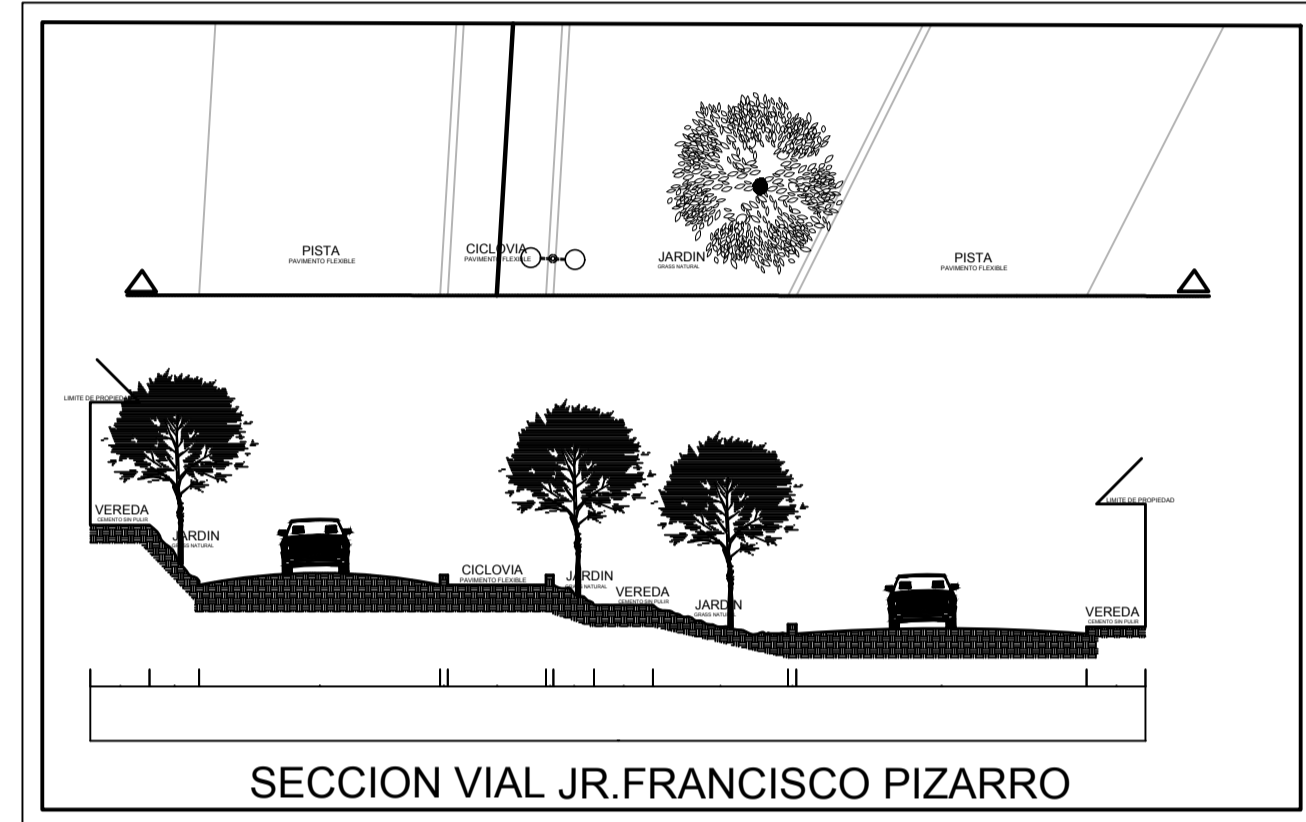 PISTA
PAVIMENTO FLEXIBLE
CICLOVIA
PAVIMENTO FLEXIBLE
JARDIN
GRASS NATURAL
PISTA
PAVIMENTO FLEXIBLE
LIMITE DE PROPIEDAD
VEREDA
CEMENTO SIN PULIR
JARDIN
GRASS NATURAL
CICLOVIA
PAVIMENTO FLEXIBLE
JARDIN
GRASS NATURAL
VEREDA
CEMENTO SIN PULIR
JARDIN
GRASS NATURAL
LIMITE DE PROPIEDAD
VEREDA
CEMENTO SIN PULIR
SECCION VIAL JR.FRANCISCO PIZARRO